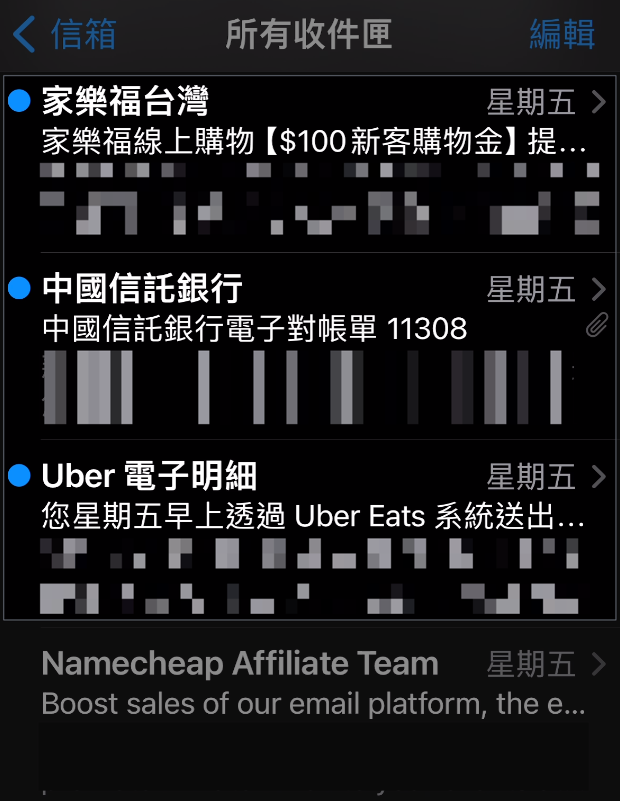 信箱
所有收件匣
編輯
家樂福台灣
星期五
家樂福線上購物【$100新客購物金】提...
中國信託銀行
星期五
中國信託銀行電子對帳單 11308
Uber 電子明細
星期五
您星期五早上透過 Uber Eats 系統送出...
Namecheap Affiliate Team
星期五
Boost sales of our email platform, the e...